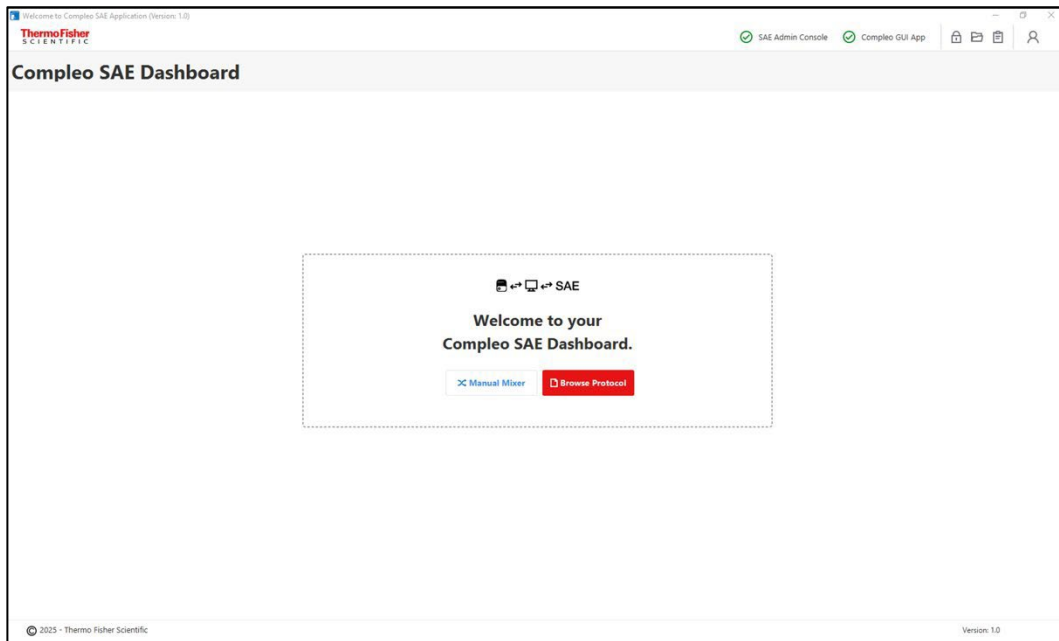 Welcome to Compleo SAE Application (Version: 1.0)
ThermoFisher
SCIENTIFIC
SAE Admin Console
Compleo GUI App
Compleo SAE Dashboard
SAE
Welcome to your
Compleo SAE Dashboard.
Manual Mixer
Browse Protocol
© 2025 - Thermo Fisher Scientific
Version: 1.0